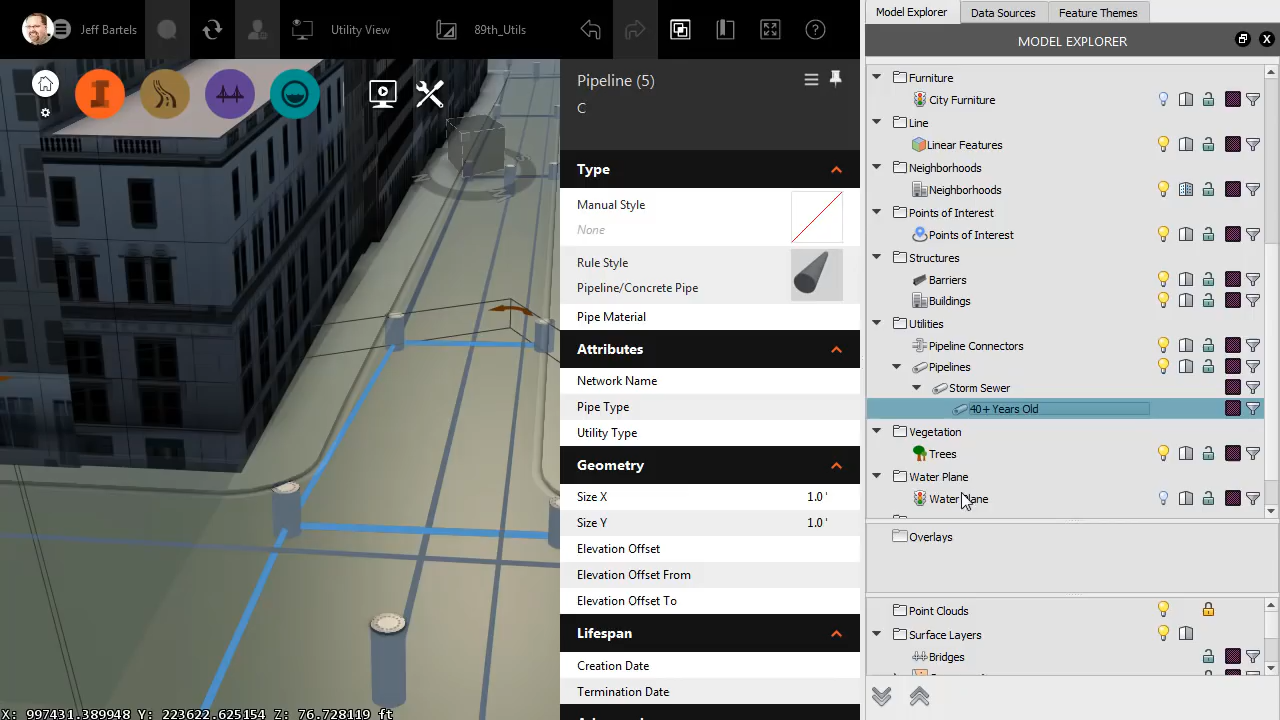 Jeff Bartels
Utility View
89th_Utils
Pipeline (5)
C
Type
Manual Style
None
Rule Style
Pipeline/Concrete Pipe
Pipe Material
Attributes
Network Name
Pipe Type
Utility Type
Geometry
Size X 1.0 '
Size Y 1.0 '
Elevation Offset
Elevation Offset From
Elevation Offset To
Lifespan
Creation Date
Termination Date
X: 997431.389948 Y: 223622.625154 Z: 76.728119 ft
Model Explorer Data Sources Feature Themes
MODEL EXPLORER
Furniture
City Furniture
Line
Linear Features
Neighborhoods
Neighborhoods
Points of Interest
Points of Interest
Structures
Barriers
Buildings
Utilities
Pipeline Connectors
Pipelines
Storm Sewer
40+ Years Old
Vegetation
Trees
Water Plane
Water Plane
Overlays
Point Clouds
Surface Layers
Bridges